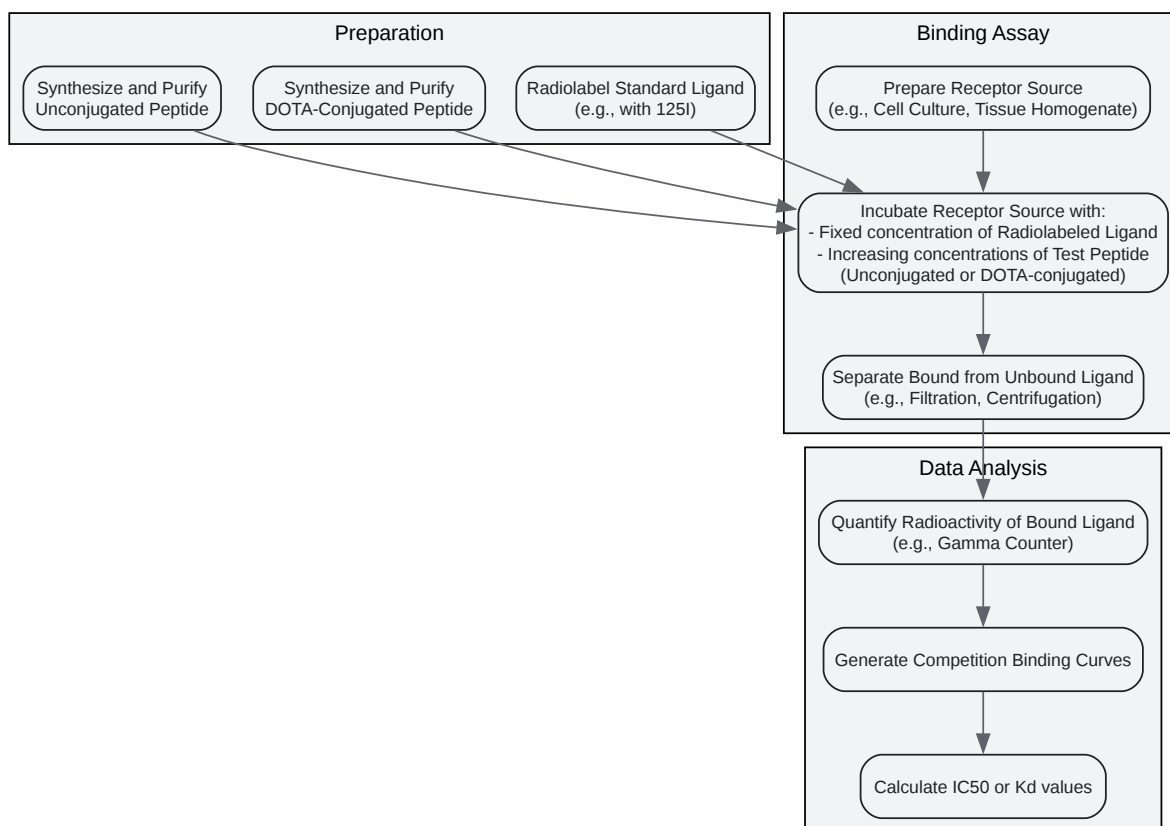 Preparation
Synthesize and Purify
Unconjugated Peptide
Synthesize and Purify
DOTA-Conjugated Peptide
Radiolabel Standard Ligand
(e.g., with 125I)
Binding Assay
Prepare Receptor Source
(e.g., Cell Culture, Tissue Homogenate)
Incubate Receptor Source with:
- Fixed concentration of Radiolabeled Ligand
- Increasing concentrations of Test Peptide
(Unconjugated or DOTA-conjugated)
Separate Bound from Unbound Ligand
(e.g., Filtration, Centrifugation)
Data Analysis
Quantify Radioactivity of Bound Ligand
(e.g., Gamma Counter)
Generate Competition Binding Curves
Calculate IC50 or Kd values